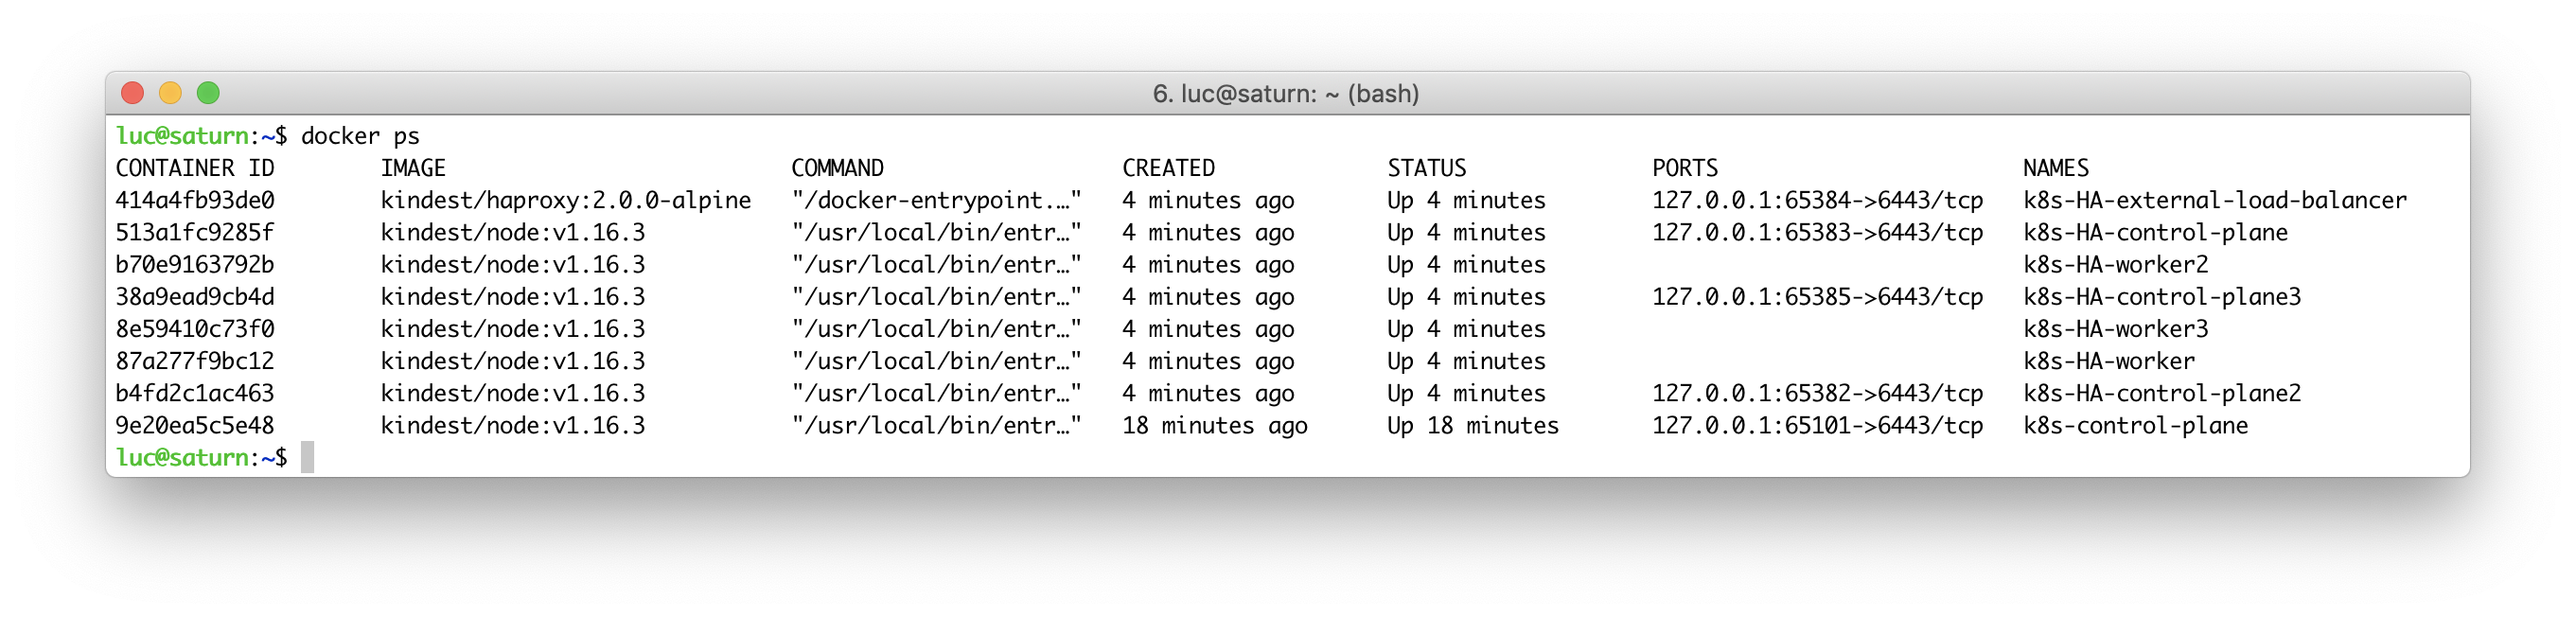 6. luc@saturn: ~ (bash)
luc@saturn:~$ docker ps
CONTAINER ID        IMAGE                          COMMAND                  CREATED             STATUS              PORTS                       NAMES
414a4fb93de0        kindest/haproxy:2.0.0-alpine   "/docker-entrypoint.…"   4 minutes ago       Up 4 minutes        127.0.0.1:65384->6443/tcp   k8s-HA-external-load-balancer
513a1fc9285f        kindest/node:v1.16.3           "/usr/local/bin/entr…"   4 minutes ago       Up 4 minutes        127.0.0.1:65383->6443/tcp   k8s-HA-control-plane
b70e9163792b        kindest/node:v1.16.3           "/usr/local/bin/entr…"   4 minutes ago       Up 4 minutes                                    k8s-HA-worker2
38a9ead9cb4d        kindest/node:v1.16.3           "/usr/local/bin/entr…"   4 minutes ago       Up 4 minutes        127.0.0.1:65385->6443/tcp   k8s-HA-control-plane3
8e59410c73f0        kindest/node:v1.16.3           "/usr/local/bin/entr…"   4 minutes ago       Up 4 minutes                                    k8s-HA-worker3
87a277f9bc12        kindest/node:v1.16.3           "/usr/local/bin/entr…"   4 minutes ago       Up 4 minutes                                    k8s-HA-worker
b4fd2c1ac463        kindest/node:v1.16.3           "/usr/local/bin/entr…"   4 minutes ago       Up 4 minutes        127.0.0.1:65382->6443/tcp   k8s-HA-control-plane2
9e20ea5c5e48        kindest/node:v1.16.3           "/usr/local/bin/entr…"   18 minutes ago      Up 18 minutes       127.0.0.1:65101->6443/tcp   k8s-control-plane
luc@saturn:~$